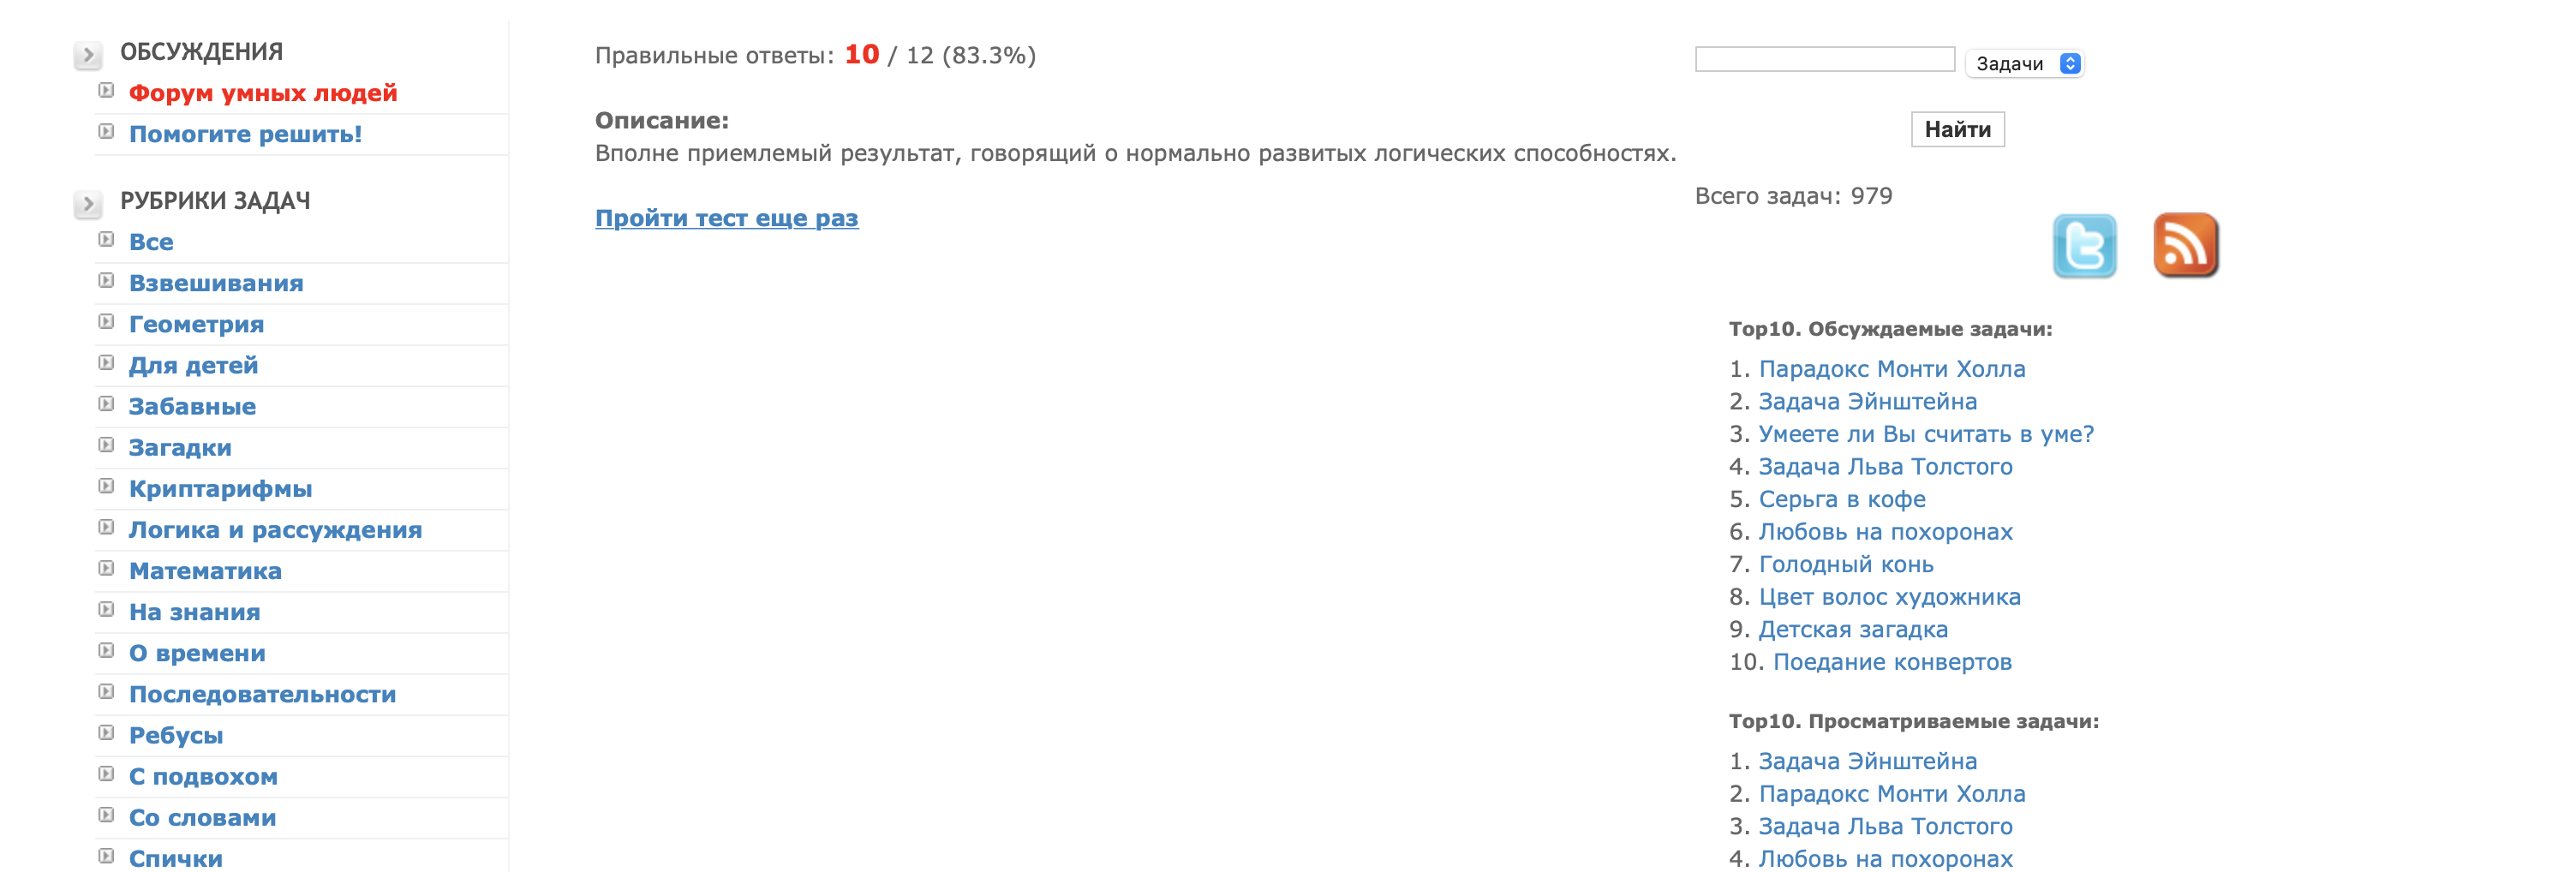 ОБСУЖДЕНИЯ
Форум умных людей
Помогите решить!
РУБРИКИ ЗАДАЧ
Все
Взвешивания
Геометрия
Для детей
Забавные
Загадки
Криптарифмы
Логика и рассуждения
Математика
На знания
О времени
Последовательности
Ребусы
С подвохом
Со словами
Спички
Правильные ответы: 10 / 12 (83.3%)
Описание:
Вполне приемлемый результат, говорящий о нормально развитых логических способностях.
Пройти тест еще раз
Задачи
Найти
Всего задач: 979
Top10. Обсуждаемые задачи:
1. Парадокс Монти Холла
2. Задача Эйнштейна
3. Умеете ли Вы считать в уме?
4. Задача Льва Толстого
5. Серьга в кофе
6. Любовь на похоронах
7. Голодный конь
8. Цвет волос художника
9. Детская загадка
10. Поедание конвертов
Top10. Просматриваемые задачи:
1. Задача Эйнштейна
2. Парадокс Монти Холла
3. Задача Льва Толстого
4. Любовь на похоронах